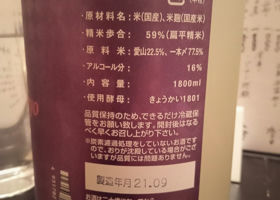 ・原材料名：米（国産）、米麹（国産米）
・精米歩合：59％（扁平精米）
・原料米：愛山22.5％、一本〆77.5％
・アルコール分：16％
・内容量：1800ml
・使用酵母：きょうかい1801
品質保持のため、できるだけ冷蔵保
管をお願い致します。開封後はなる
べく早くお召し上がり下さい。
※炭素濾過処理をしていないお酒です
ので、おりが沈殿している場合がござ
いますが品質には問題ありません。
製造年月21.09